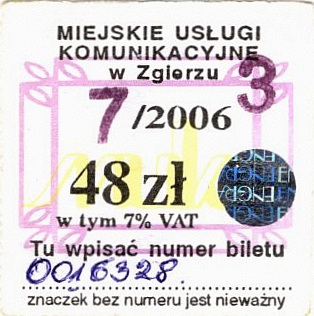 MIEJSKIE USŁUGI
KOMUNIKACYJNE
w Zgierzu
3
7/2006
48 zł
w tym 7% VAT
Tu wpisać numer biletu
0016328.
znaczek bez numeru jest nieważny